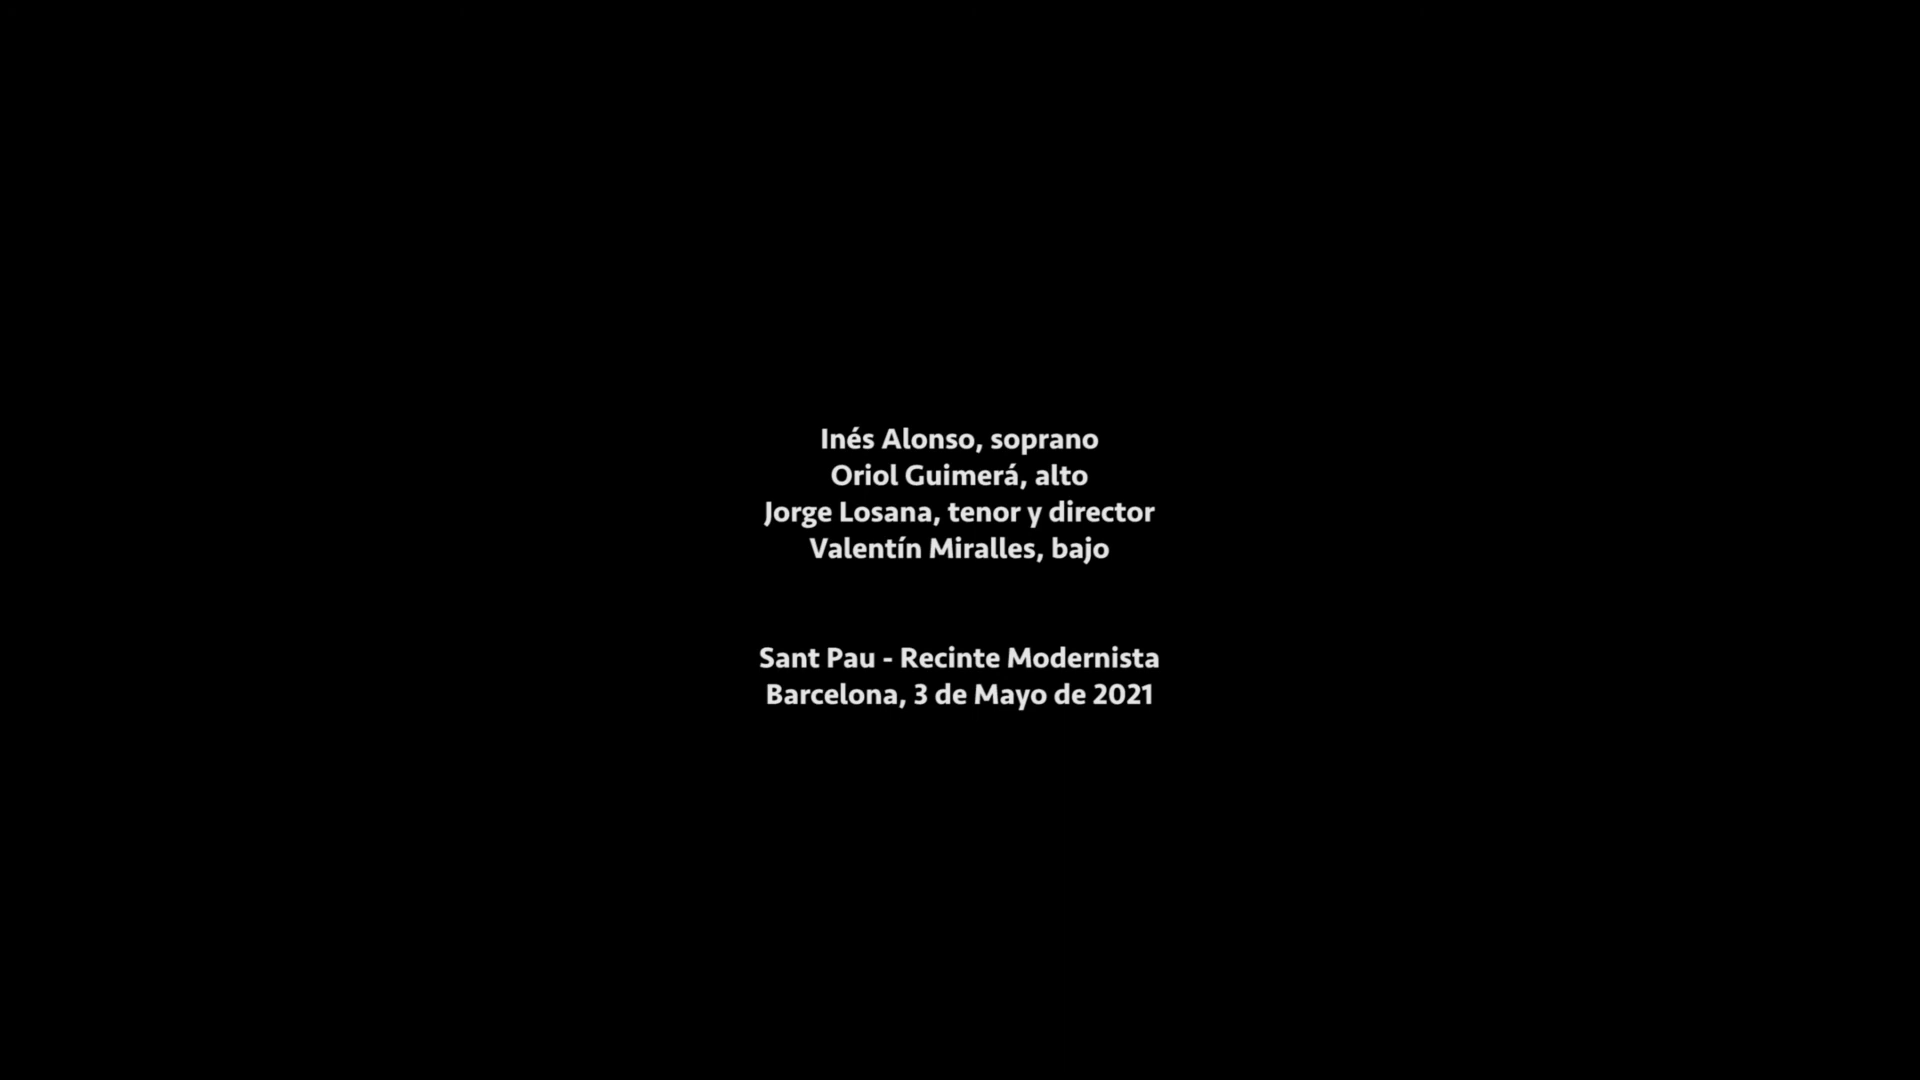 Inés Alonso, soprano
Oriol Guimerá, alto
Jorge Losana, tenor y director
Valentín Miralles, bajo
Sant Pau - Recinte Modernista
Barcelona, 3 de Mayo de 2021